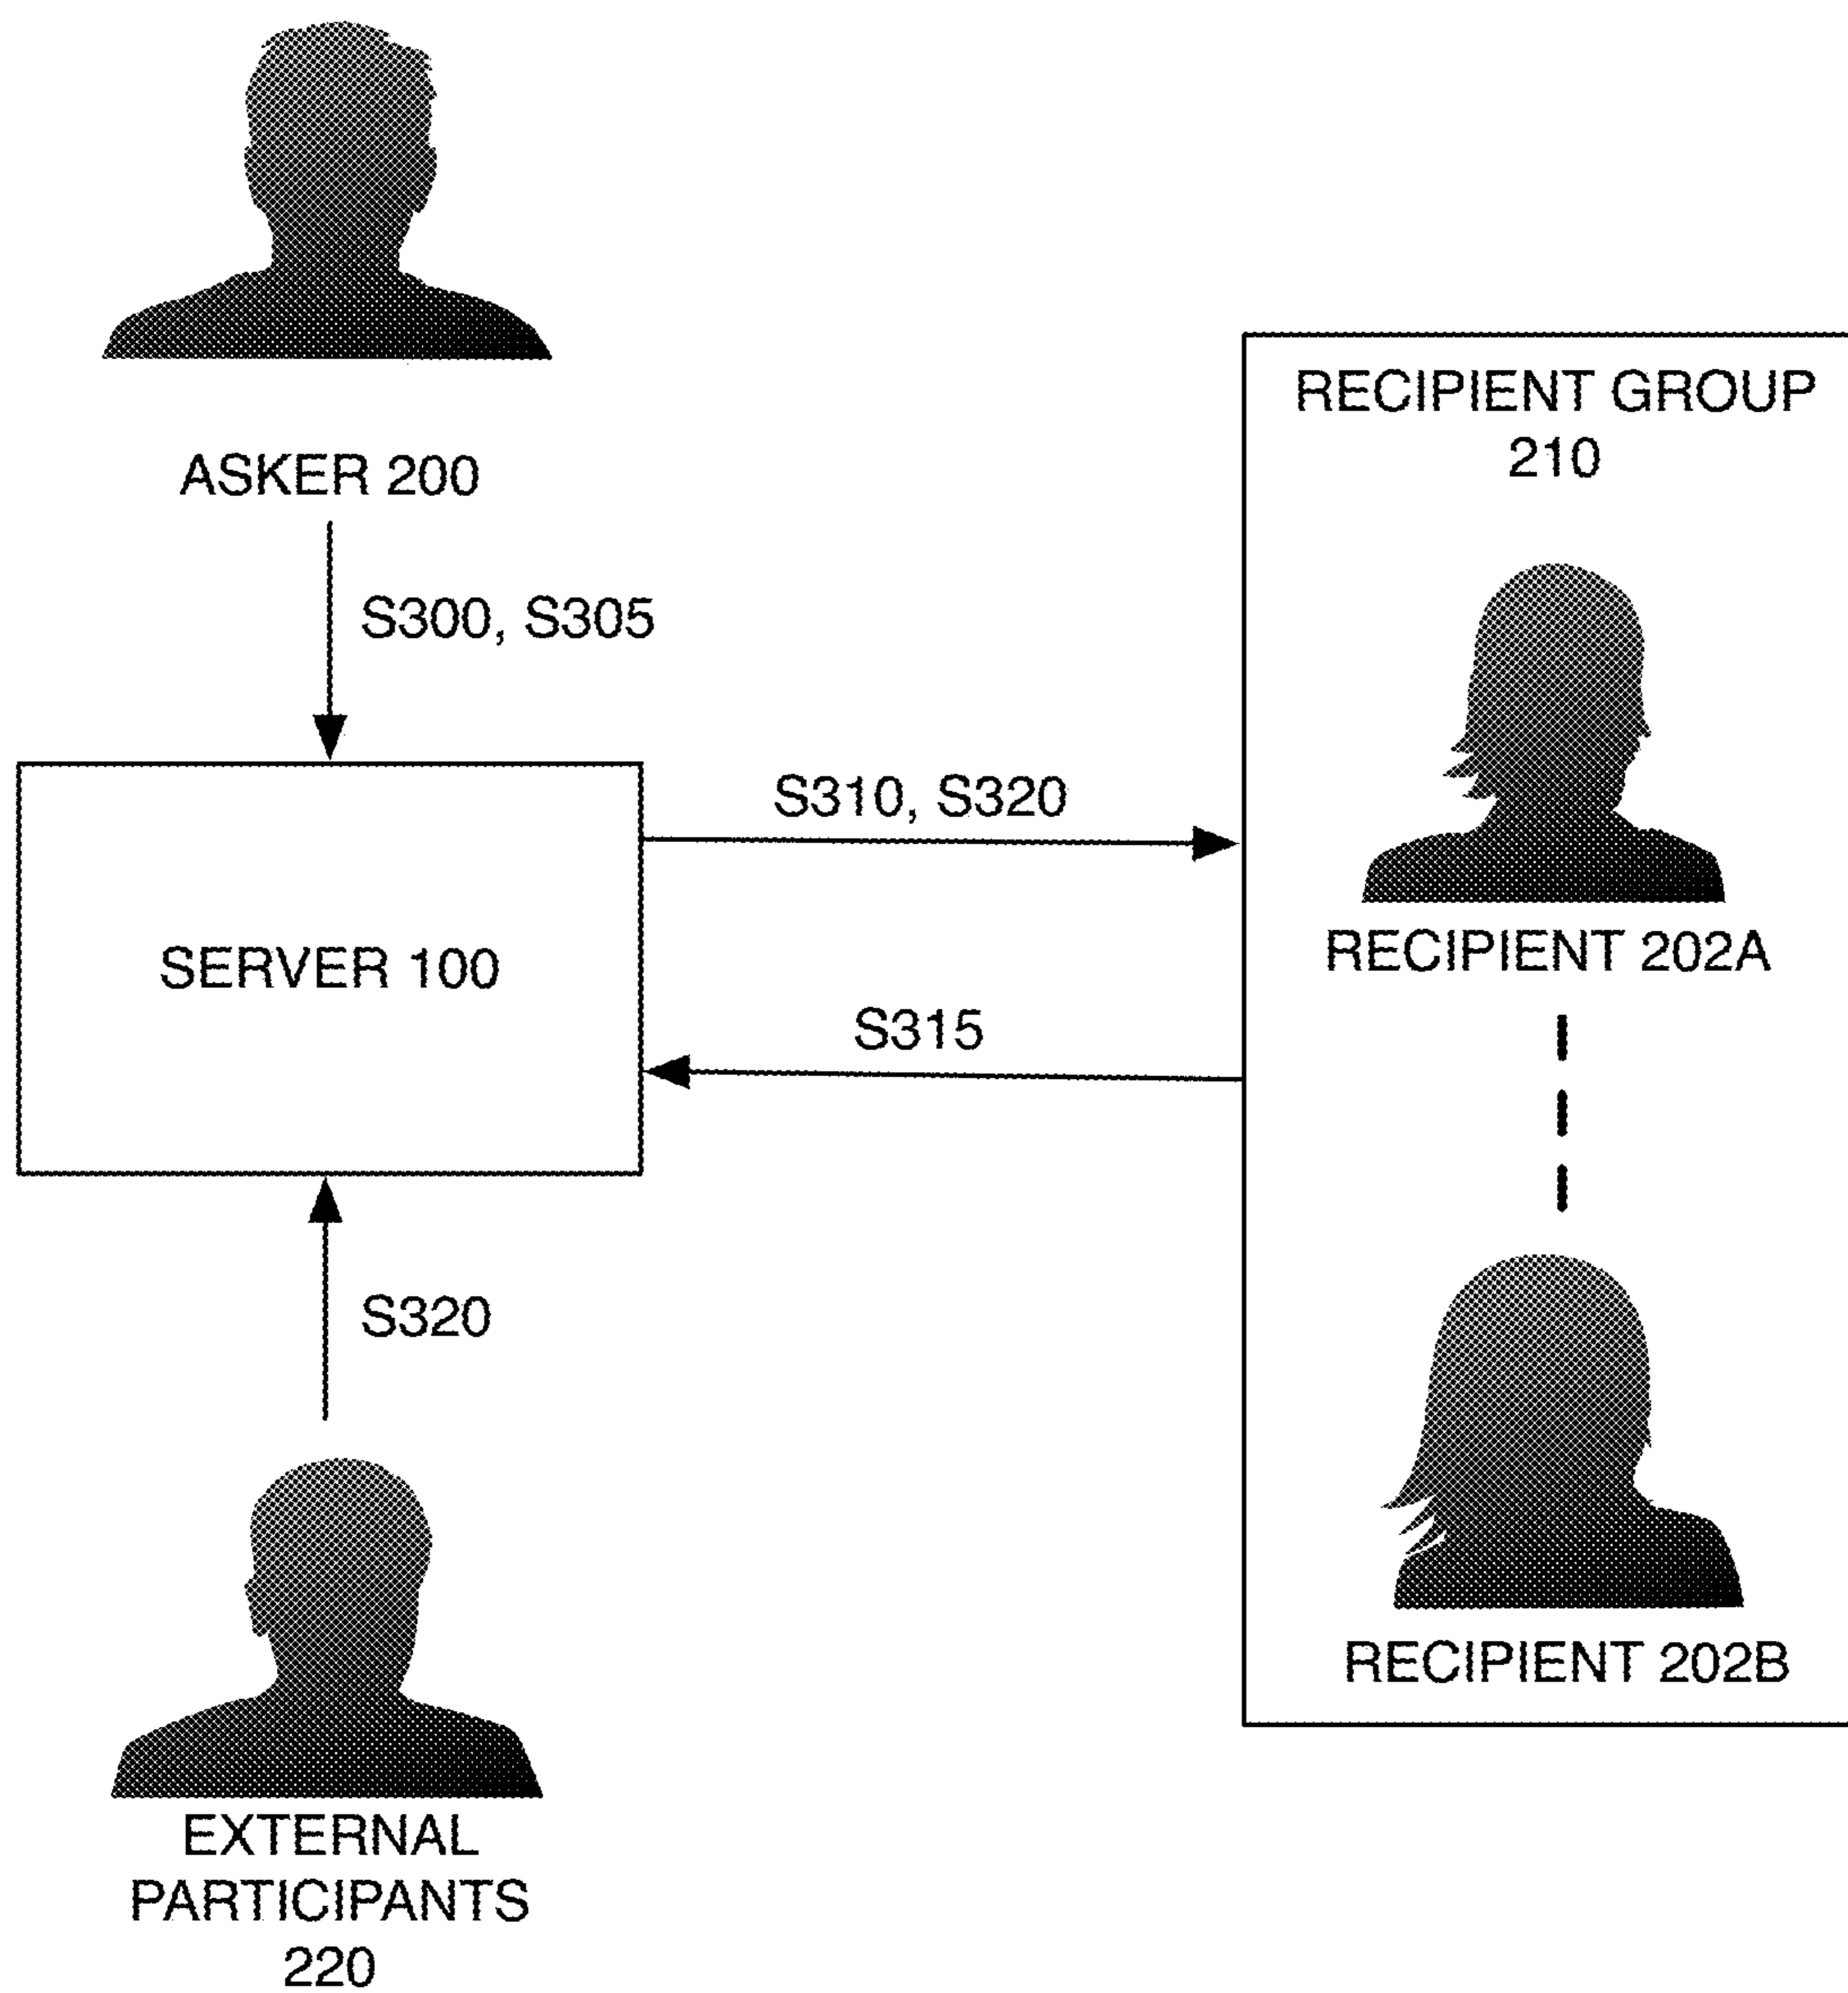 ASKER 200
S300, S305
RECIPIENT GROUP
210
S310, S320
SERVER 100
RECIPIENT 202A
S315
S320
RECIPIENT 202B
EXTERNAL
PARTICIPANTS
220